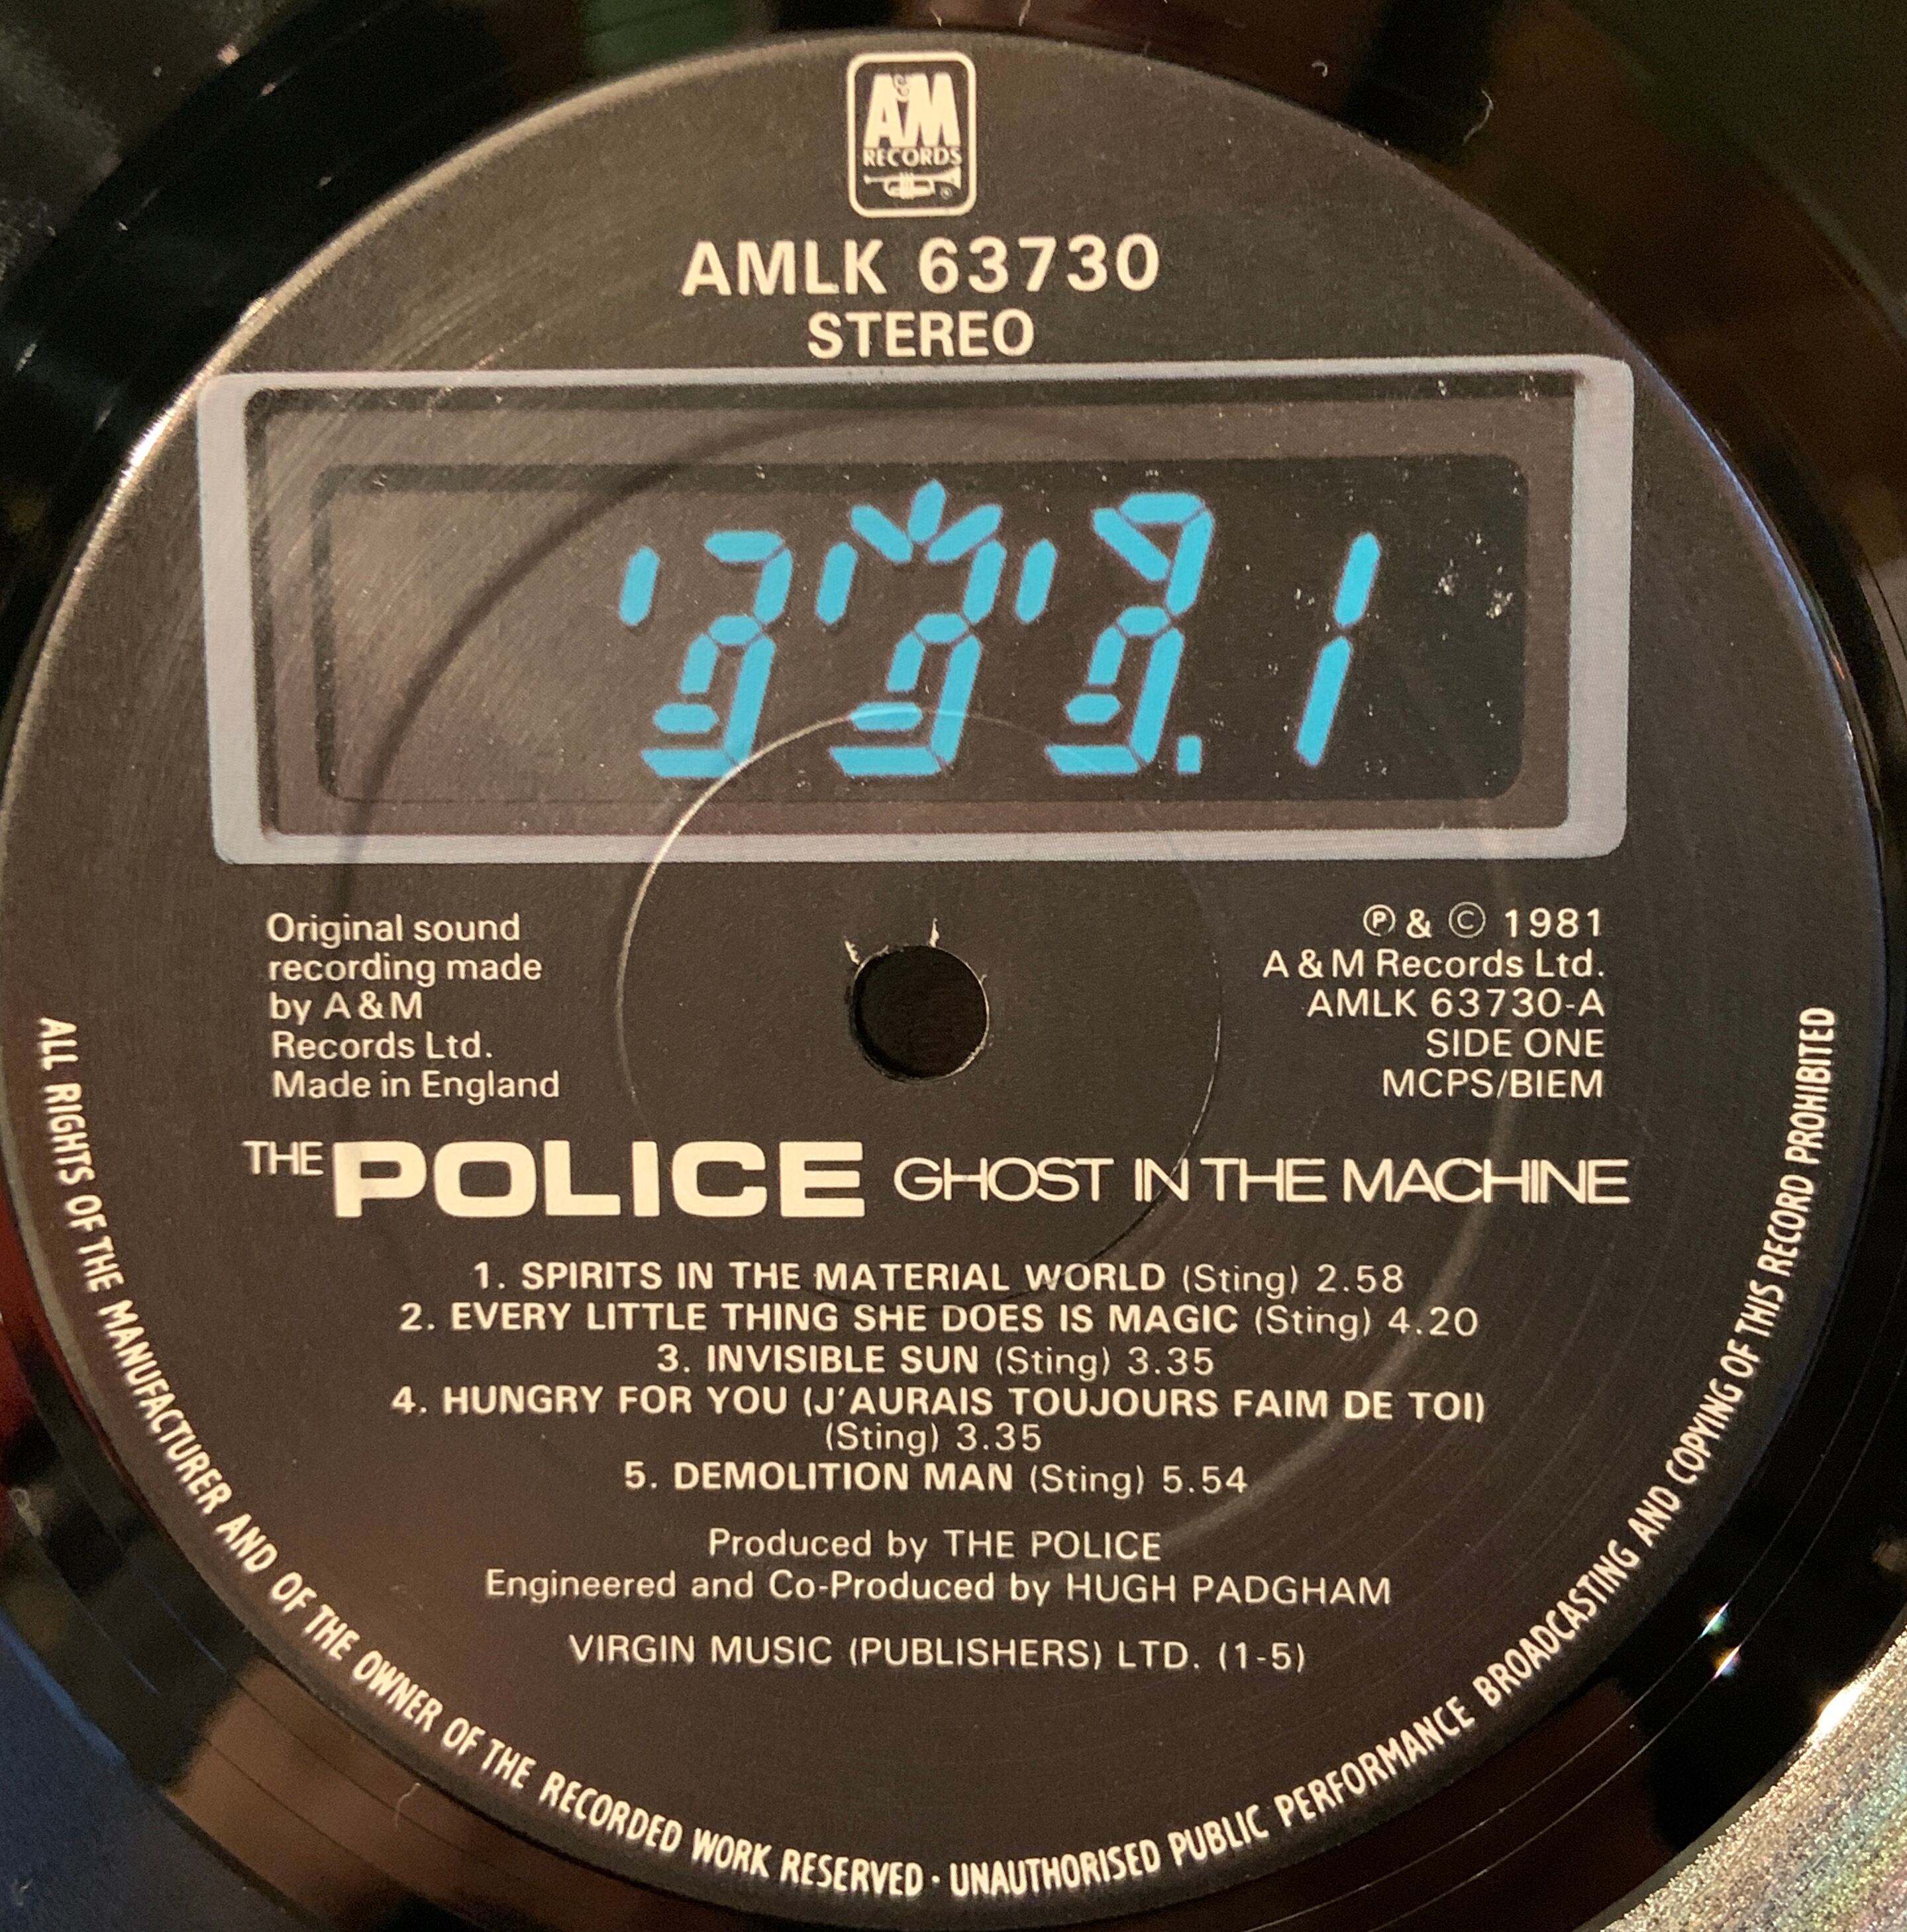 A&M
RECORDS
AMLK 63730
STEREO
1
Original sound
recording made
by A & M
Records Ltd.
Made in England
℗ & © 1981
A & M Records Ltd.
AMLK 63730-A
SIDE ONE
MCPS/BIEM
THE POLICE GHOST IN THE MACHINE
1. SPIRITS IN THE MATERIAL WORLD (Sting) 2.58
2. EVERY LITTLE THING SHE DOES IS MAGIC (Sting) 4.20
3. INVISIBLE SUN (Sting) 3.35
4. HUNGRY FOR YOU (J'AURAIS TOUJOURS FAIM DE TOI)
(Sting) 3.35
5. DEMOLITION MAN (Sting) 5.54
Produced by THE POLICE
Engineered and Co-Produced by HUGH PADGHAM
VIRGIN MUSIC (PUBLISHERS) LTD. (1-5)
ALL RIGHTS OF THE MANUFACTURER AND OF THE OWNER OF THE RECORDED WORK RESERVED · UNAUTHORISED PUBLIC PERFORMANCE BROADCASTING AND COPYING OF THIS RECORD PROHIBITED